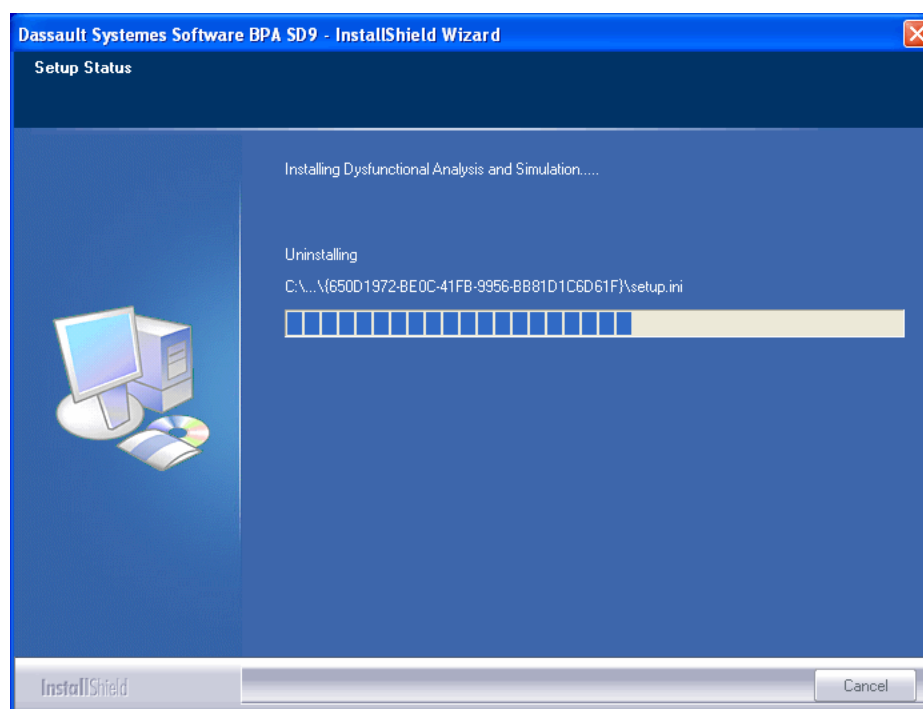 Dassault Systemes Software BPA SD9 - InstallShield Wizard
Setup Status
Installing Dysfunctional Analysis and Simulation.....
Uninstalling
C:\...\{650D1972-BE0C-41FB-9956-BB81D1C6D61F}\setup.ini
InstallShield
Cancel